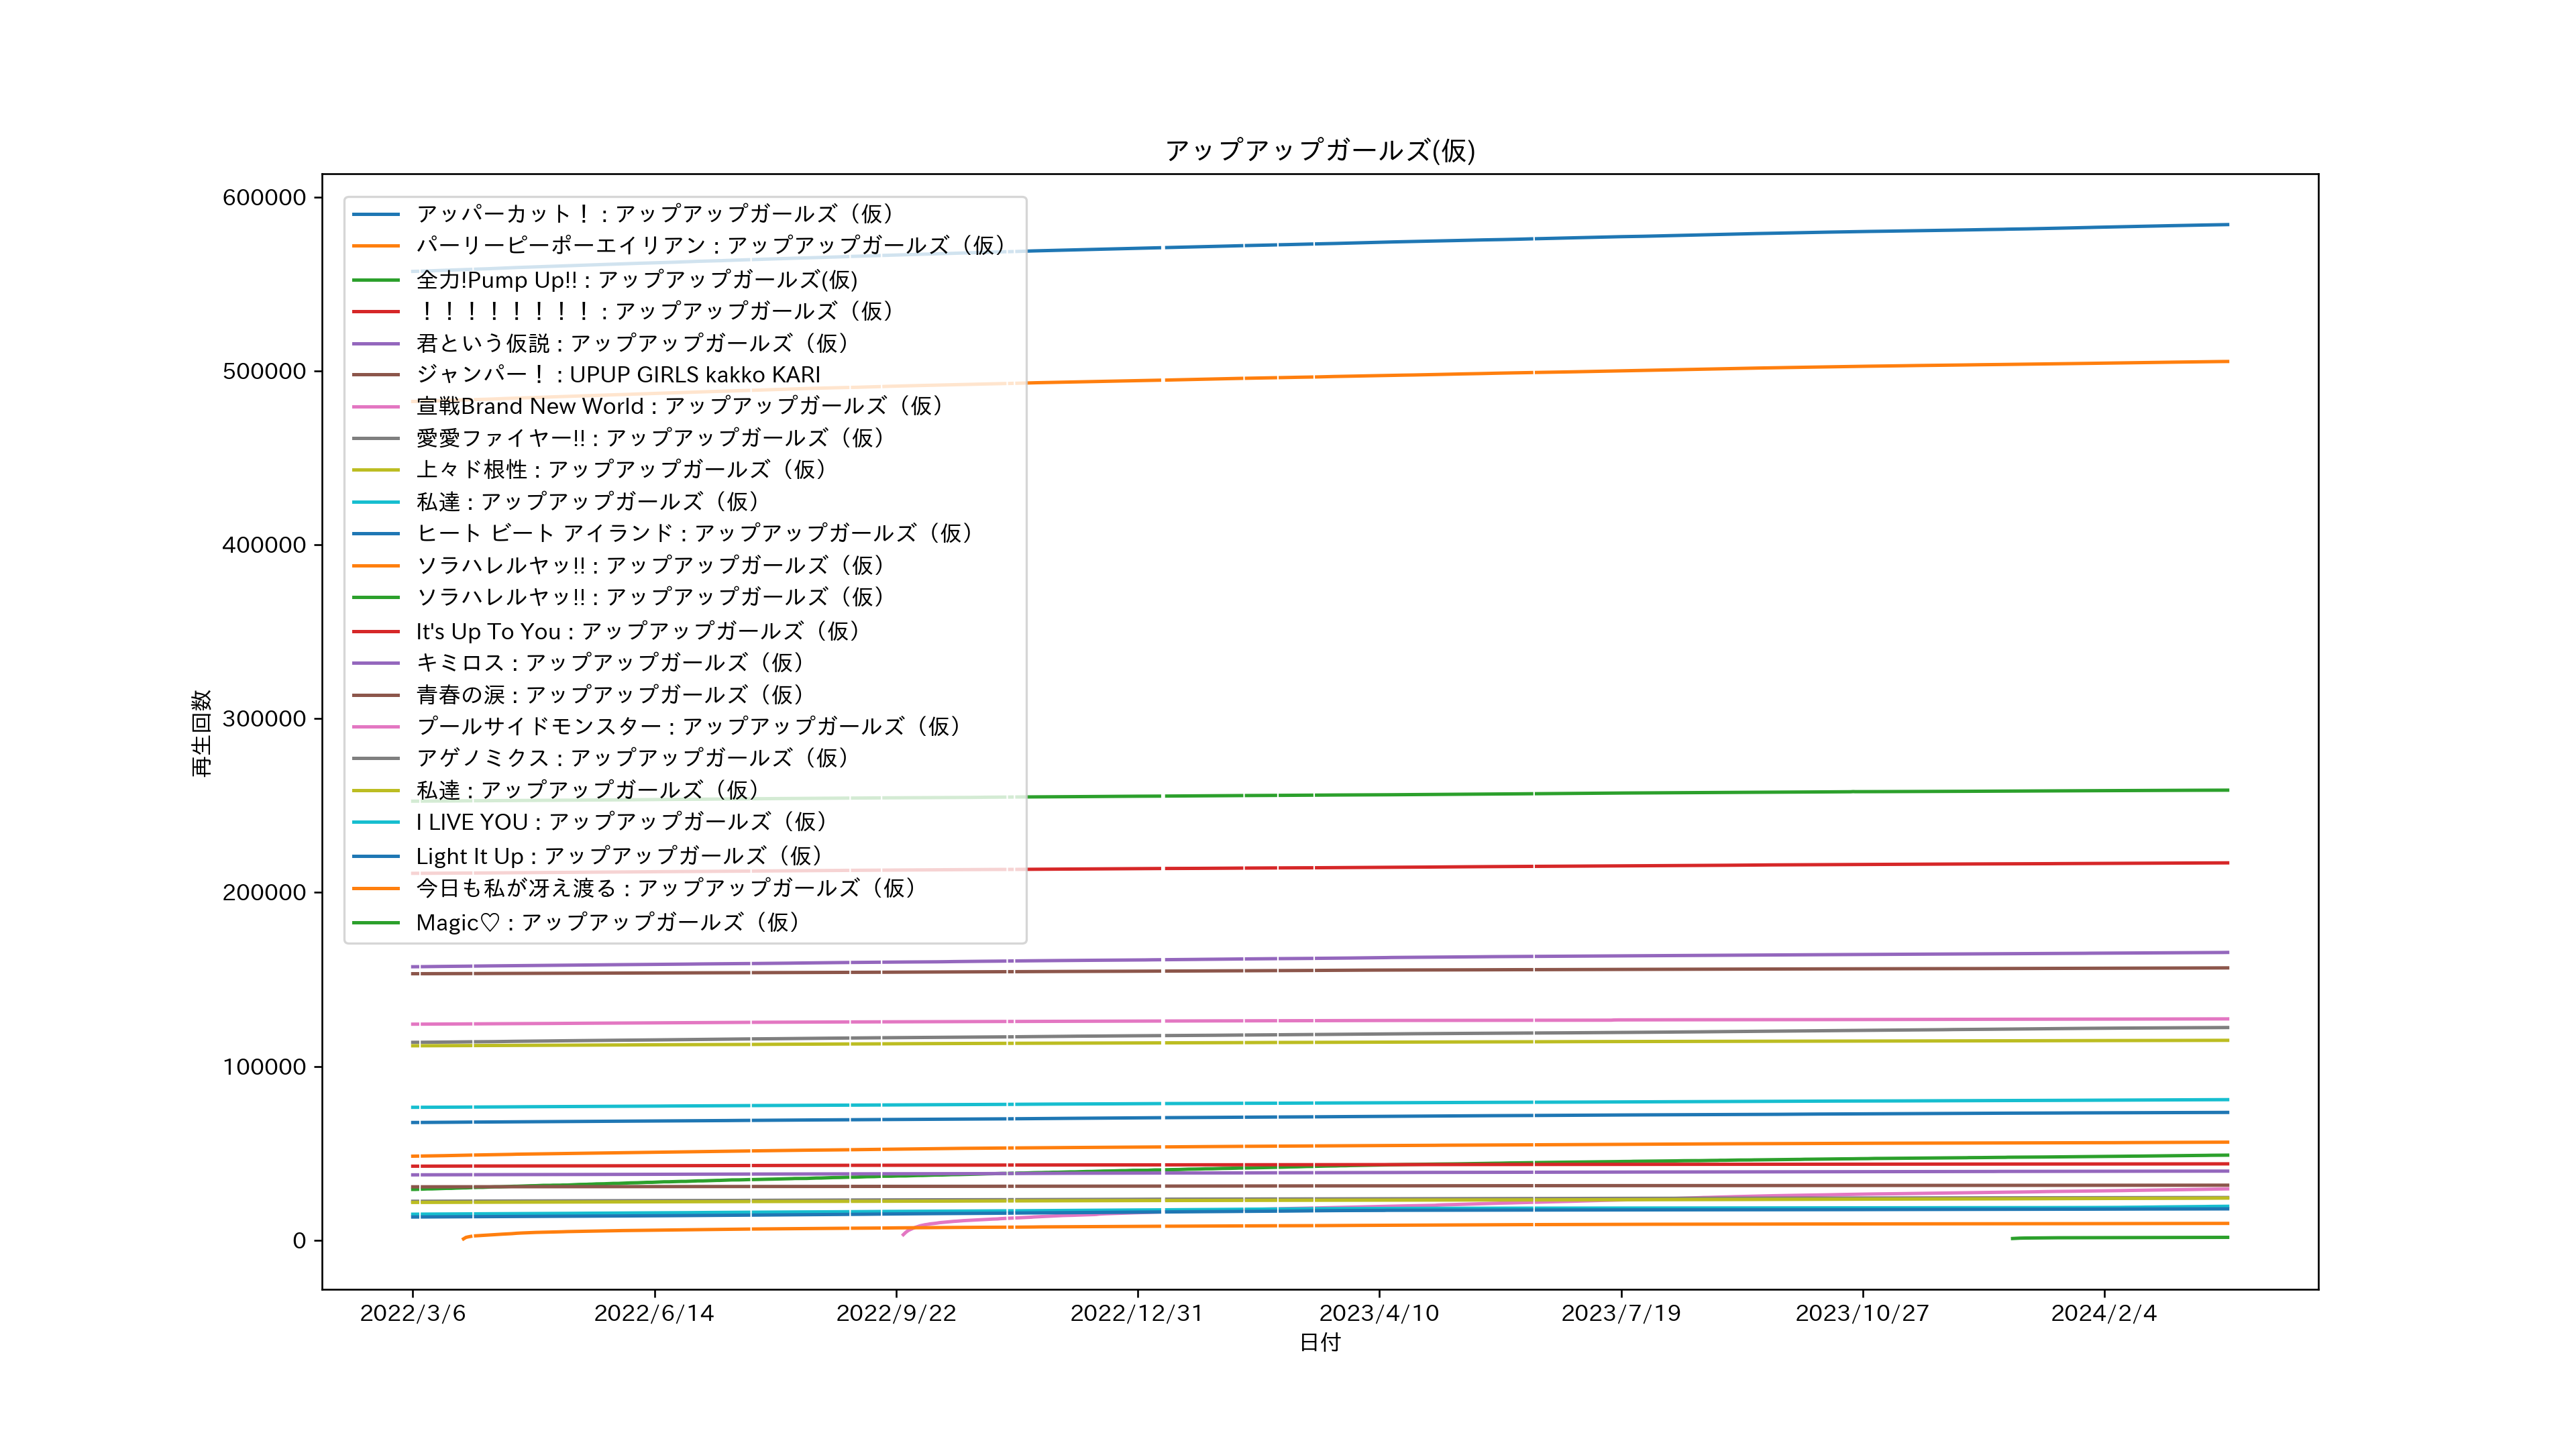 アップアップガールズ(仮)
600000
500000
400000
300000
200000
100000
0
再生回数
アッパーカット！ : アップアップガールズ（仮）
パーリーピーポーエイリアン : アップアップガールズ（仮）
全力!Pump Up!! : アップアップガールズ(仮)
！！！！！！！！ : アップアップガールズ（仮）
君という仮説 : アップアップガールズ（仮）
ジャンパー！ : UPUP GIRLS kakko KARI
宣戦Brand New World : アップアップガールズ（仮）
愛愛ファイヤー!! : アップアップガールズ（仮）
上々ド根性 : アップアップガールズ（仮）
私達 : アップアップガールズ（仮）
ヒート ビート アイランド : アップアップガールズ（仮）
ソラハレルヤッ!! : アップアップガールズ（仮）
ソラハレルヤッ!! : アップアップガールズ（仮）
It's Up To You : アップアップガールズ（仮）
キミロス : アップアップガールズ（仮）
青春の涙 : アップアップガールズ（仮）
プールサイドモンスター : アップアップガールズ（仮）
アゲノミクス : アップアップガールズ（仮）
私達 : アップアップガールズ（仮）
I LIVE YOU : アップアップガールズ（仮）
Light It Up : アップアップガールズ（仮）
今日も私が冴え渡る : アップアップガールズ（仮）
Magic♡ : アップアップガールズ（仮）
2022/3/6
2022/6/14
2022/9/22
2022/12/31
2023/4/10
2023/7/19
2023/10/27
2024/2/4
日付